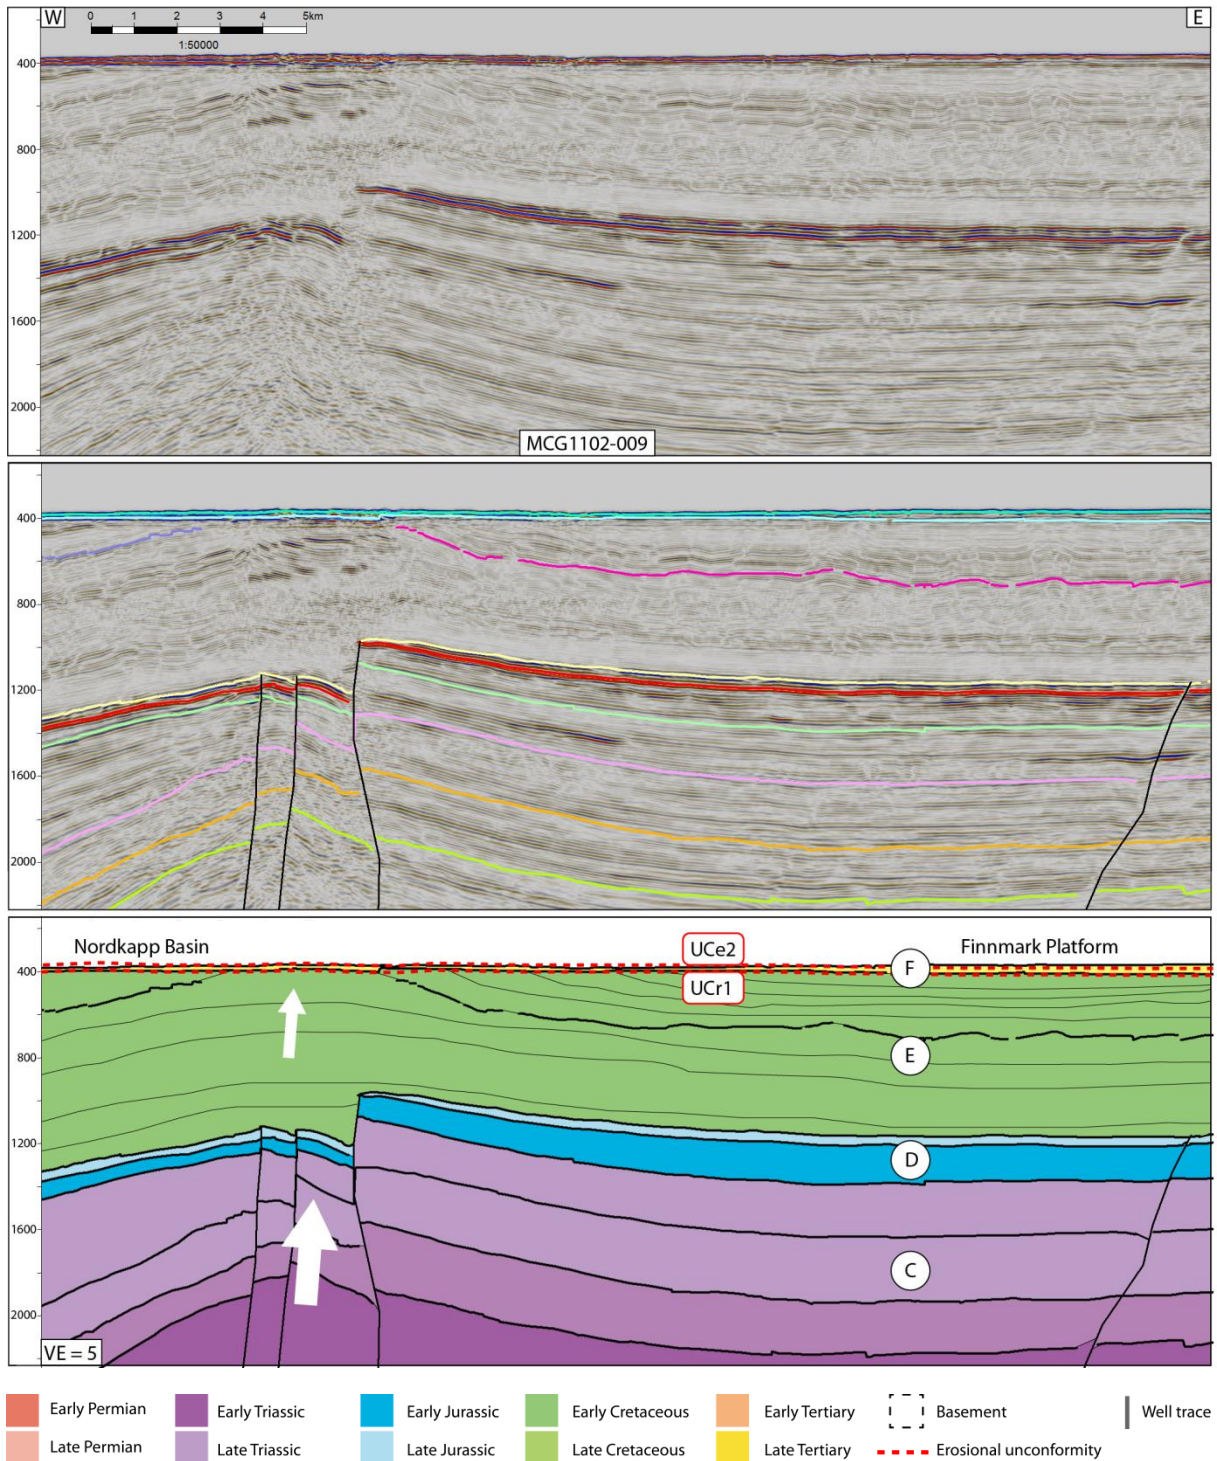 W
E
0 1 2 3 4 5km
1:50000
400
800
1200
1600
2000
MCG1102-009
400
800
1200
1600
2000
Nordkapp Basin
UCe2
Finnmark Platform
F
400
UCr1
E
800
1200
D
1600
C
2000
VE = 5
Early Permian
Early Triassic
Early Jurassic
Early Cretaceous
Early Tertiary
Basement
Well trace
Late Permian
Late Triassic
Late Jurassic
Late Cretaceous
Late Tertiary
Erosional unconformity